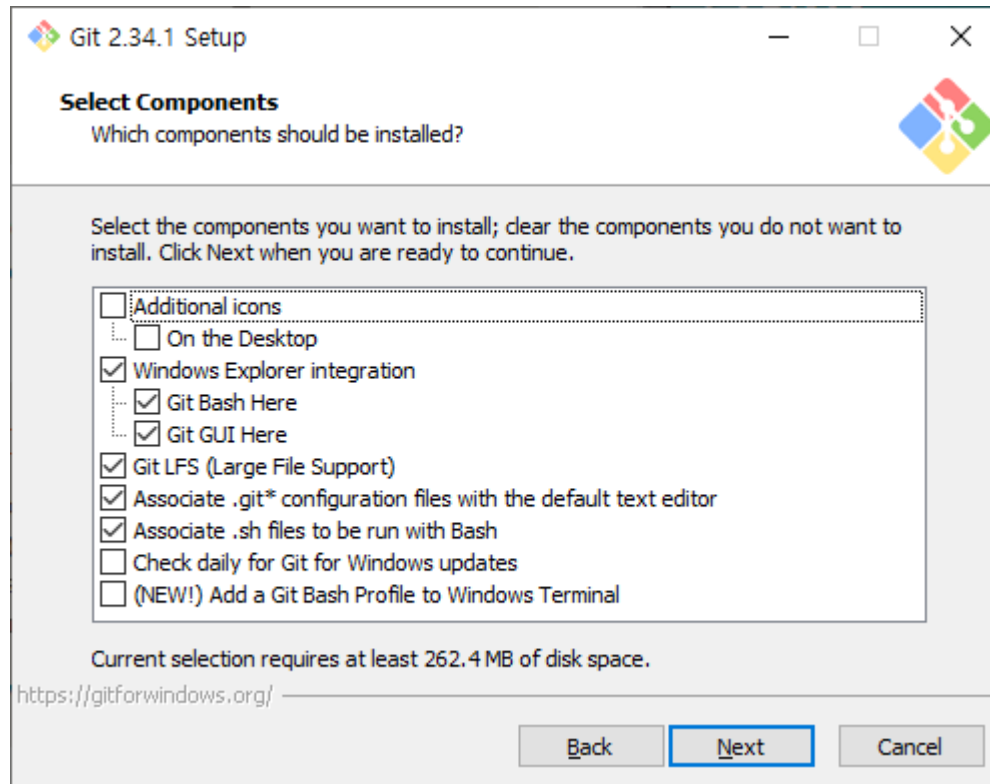 Git 2.34.1 Setup
Select Components
Which components should be installed?
Select the components you want to install; clear the components you do not want to
install. Click Next when you are ready to continue.
Additional icons
On the Desktop
Windows Explorer integration
Git Bash Here
Git GUI Here
Git LFS (Large File Support)
Associate .git* configuration files with the default text editor
Associate .sh files to be run with Bash
Check daily for Git for Windows updates
(NEW!) Add a Git Bash Profile to Windows Terminal
Current selection requires at least 262.4 MB of disk space.
https://gitforwindows.org/
Back Next Cancel